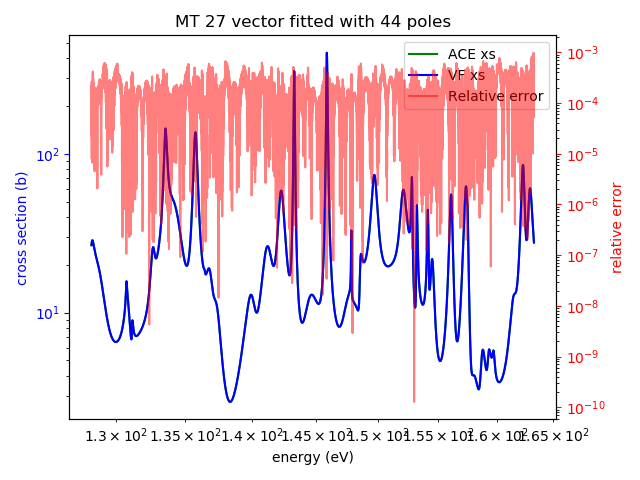 MT 27 vector fitted with 44 poles
ACE xs
VF xs
Relative error
cross section (b)
10²
10¹
relative error
10⁻³
10⁻⁴
10⁻⁵
10⁻⁶
10⁻⁷
10⁻⁸
10⁻⁹
10⁻¹⁰
1.3 × 10² 1.35 × 10² 1.4 × 10² 1.45 × 10² 1.5 × 10² 1.55 × 10² 1.6 × 10² 1.65 × 10²
energy (eV)